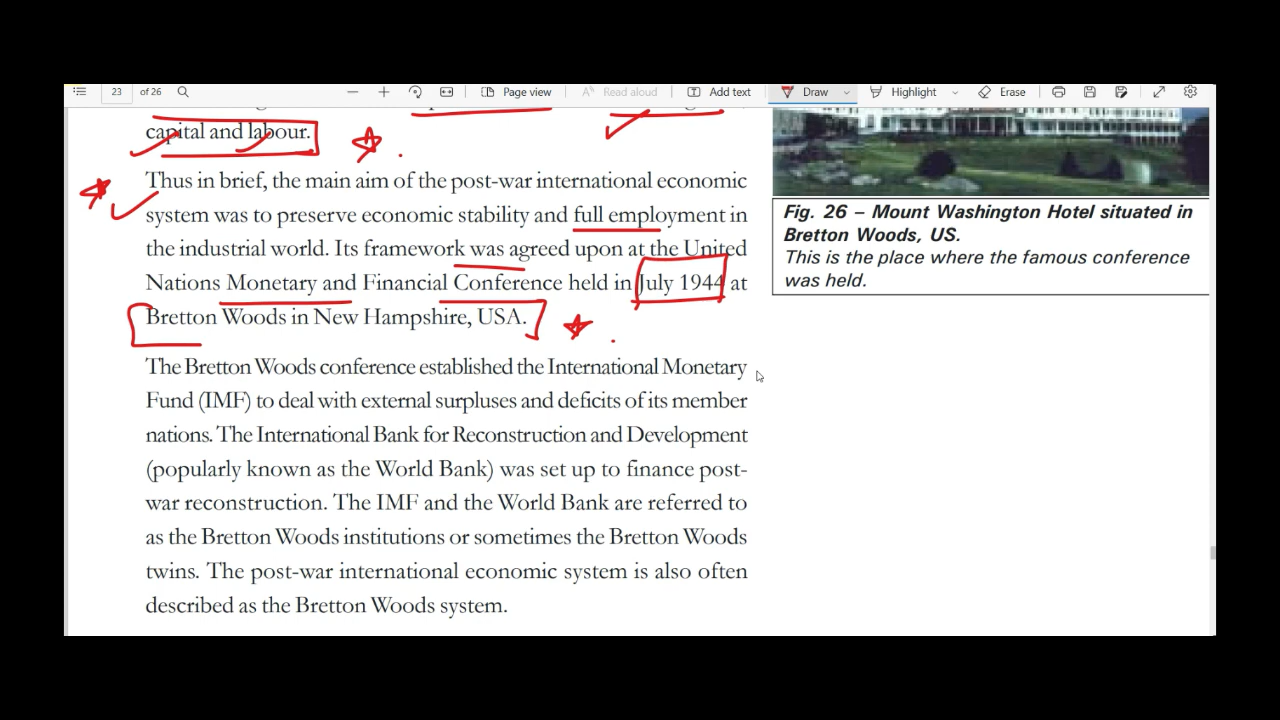 23 of 26
Page view
Read aloud
Add text
Draw
Highlight
Erase
capital and labour.
Thus in brief, the main aim of the post-war international economic
system was to preserve economic stability and full employment in
the industrial world. Its framework was agreed upon at the United
Nations Monetary and Financial Conference held in July 1944 at
Bretton Woods in New Hampshire, USA.
The Bretton Woods conference established the International Monetary
Fund (IMF) to deal with external surpluses and deficits of its member
nations. The International Bank for Reconstruction and Development
(popularly known as the World Bank) was set up to finance post-
war reconstruction. The IMF and the World Bank are referred to
as the Bretton Woods institutions or sometimes the Bretton Woods
twins. The post-war international economic system is also often
described as the Bretton Woods system.
Fig. 26 – Mount Washington Hotel situated in
Bretton Woods, US.
This is the place where the famous conference
was held.